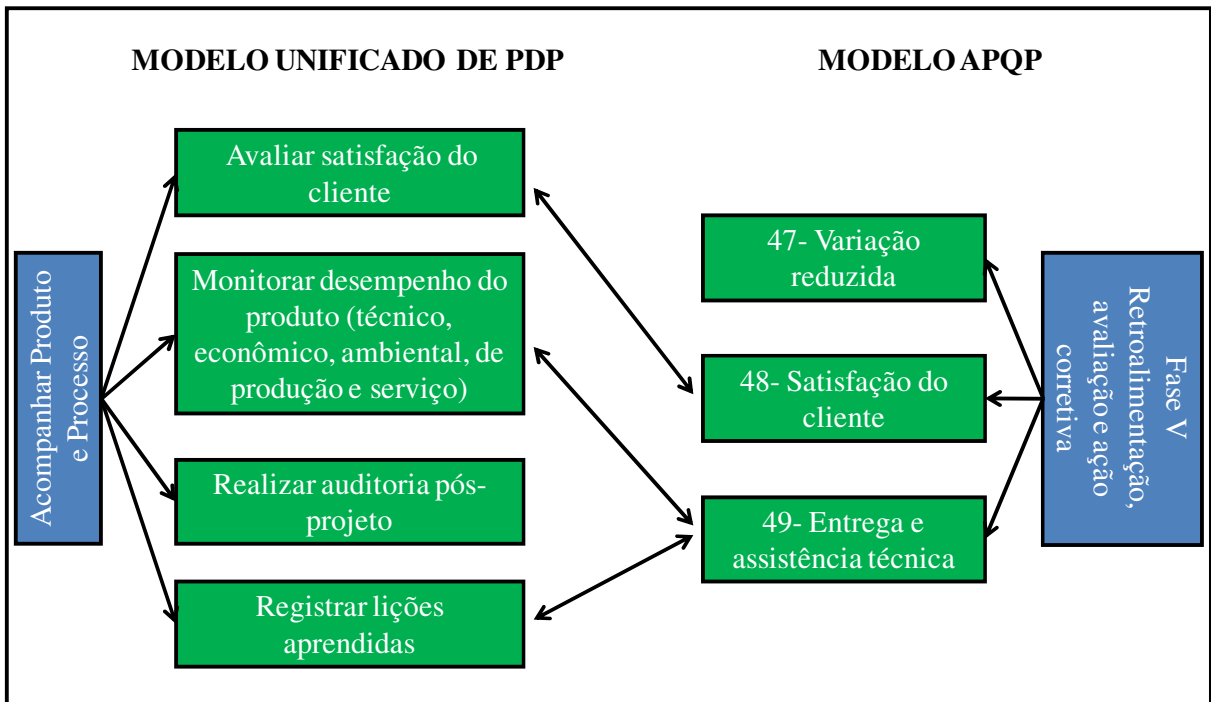 MODELO UNIFICADO DE PDP
MODELO APQP
Acompanhar Produto
e Processo
Avaliar satisfação do
cliente
Monitorar desempenho do
produto (técnico,
econômico, ambiental, de
produção e serviço)
Realizar auditoria pós-
projeto
Registrar lições
aprendidas
47- Variação
reduzida
48- Satisfação do
cliente
49- Entrega e
assistência técnica
Fase V
Retroalimentação,
avaliação e ação
corretiva